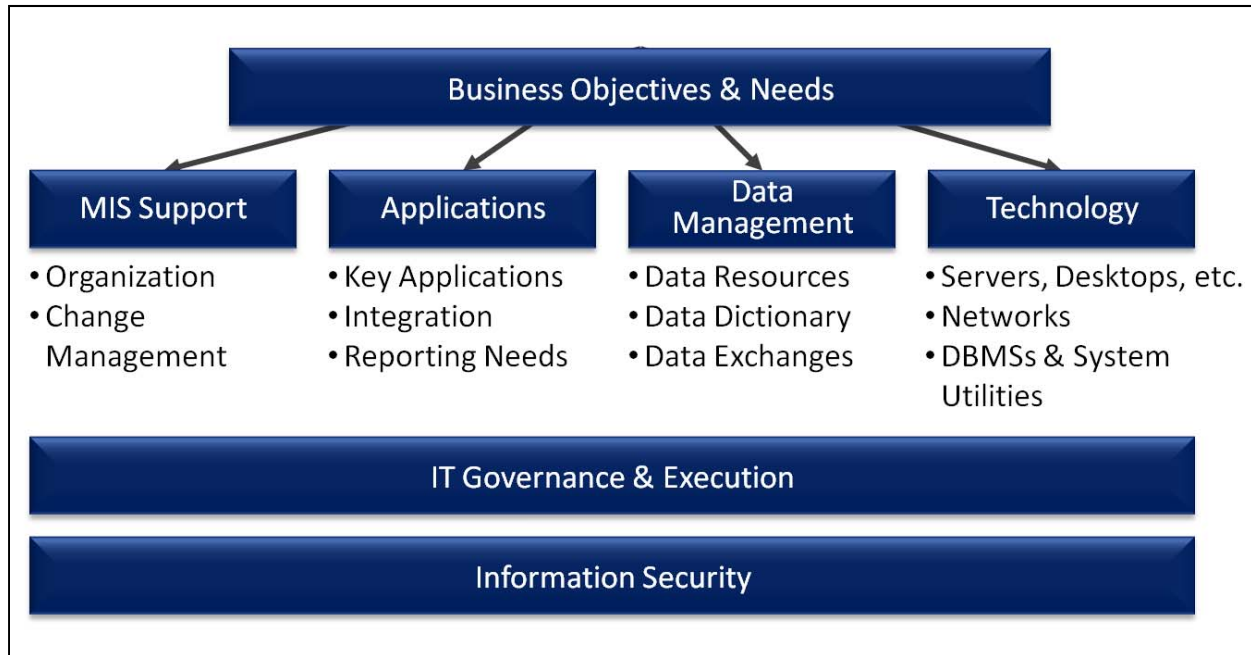 Business Objectives & Needs
MIS Support
• Organization
• Change
Management
Applications
• Key Applications
• Integration
• Reporting Needs
Data
Management
• Data Resources
• Data Dictionary
• Data Exchanges
Technology
• Servers, Desktops, etc.
• Networks
• DBMSs & System
Utilities
IT Governance & Execution
Information Security